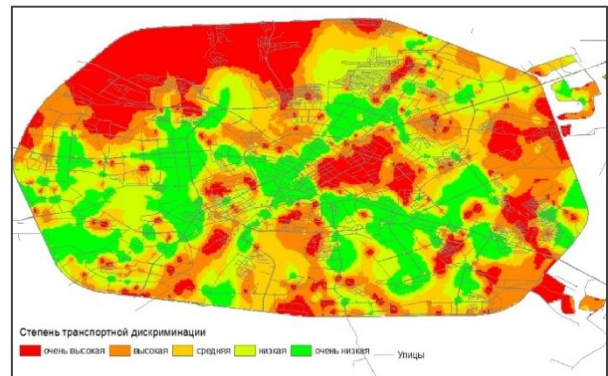 Степень транспортной дискриминации
очень высокая высокая средняя низкая очень низкая Улицы